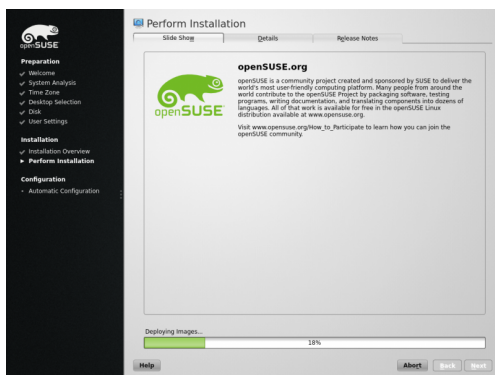 openSUSE
Preparation
Welcome
System Analysis
Time Zone
Desktop Selection
Disk
User Settings
Installation
Installation Overview
Perform Installation
Configuration
Automatic Configuration
Perform Installation
Slide Show
Details
Release Notes
openSUSE
openSUSE.org
openSUSE is a community project created and sponsored by SUSE to deliver the
world's most user-friendly computing platform. Many people from around the
world contribute to the openSUSE Project by packaging software, testing
programs, writing documentation, and translating components into dozens of
languages. All of that work is available for free in the openSUSE Linux
distribution available at www.opensuse.org.
Visit www.opensuse.org/How_to_Participate to learn how you can join the
openSUSE community.
Deploying Images...
18%
Help
Abort
Back
Next